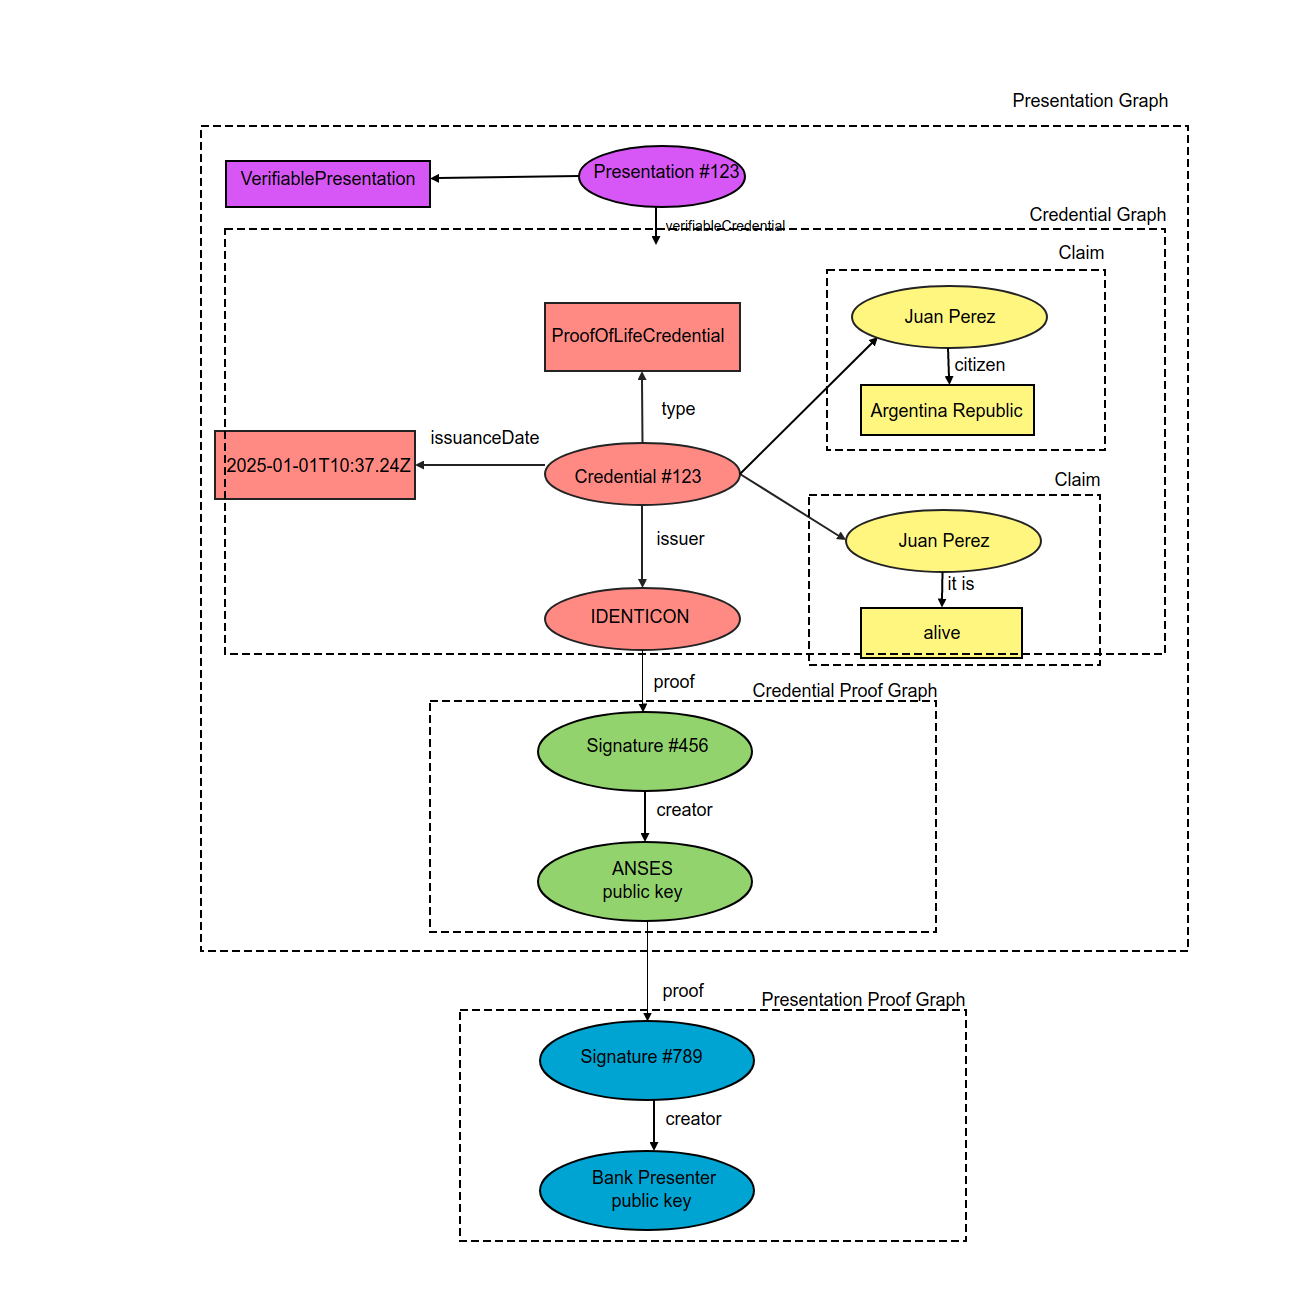 Presentation Graph
VerifiablePresentation
Presentation #123
verifiableCredential
Credential Graph
Claim
Juan Perez
citizen
Argentina Republic
ProofOfLifeCredential
type
issuanceDate
2025-01-01T10:37.24Z
Credential #123
issuer
IDENTICON
Claim
Juan Perez
it is
alive
proof
Credential Proof Graph
Signature #456
creator
ANSES
public key
proof
Presentation Proof Graph
Signature #789
creator
Bank Presenter
public key